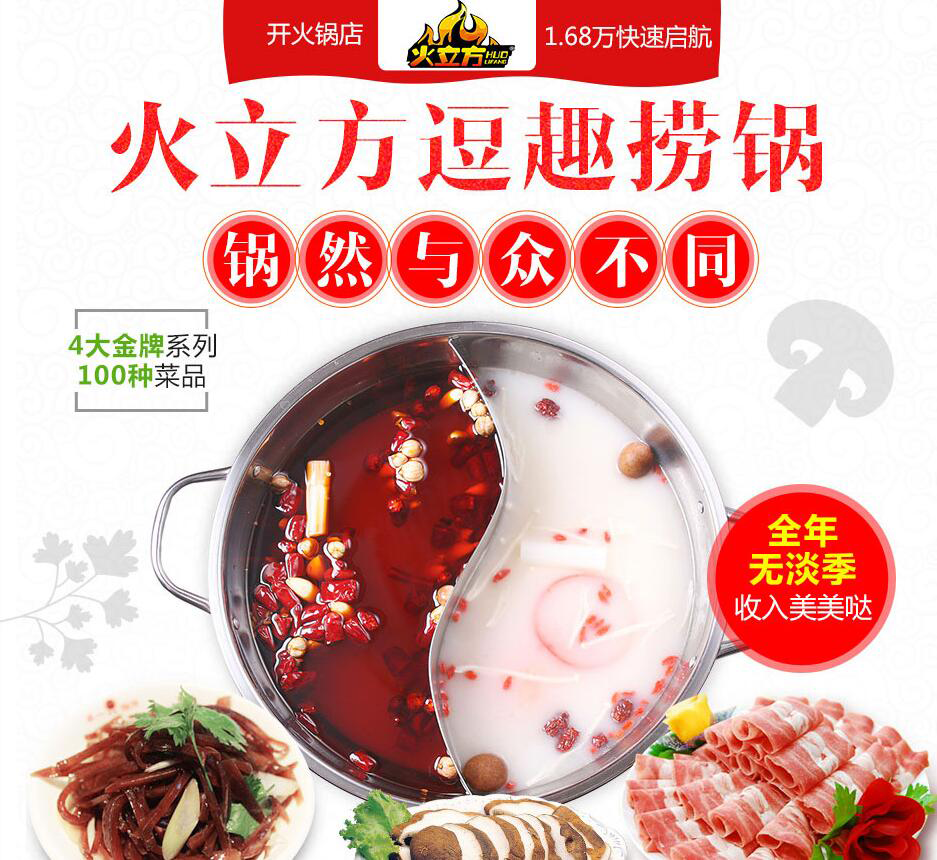 开火锅店
火立方 HUO LIFANG
1.68万快速启航
火立方逗趣捞锅
锅然与众不同
4大金牌系列
100种菜品
全年
无淡季
收入美美哒